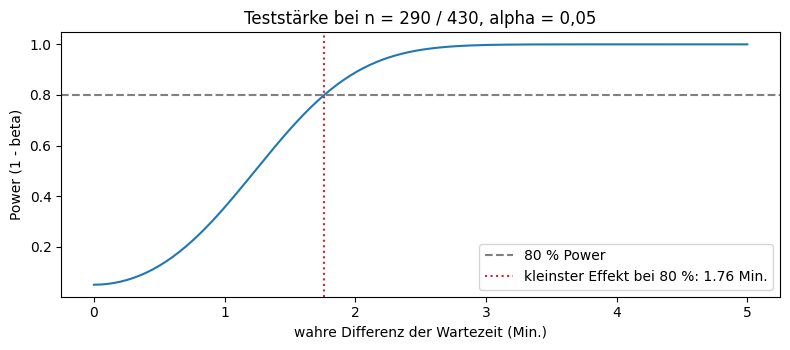 Teststärke bei n = 290 / 430, alpha = 0,05
Power (1 - beta)
1.0
0.8
0.6
0.4
0.2
80 % Power
kleinster Effekt bei 80 %: 1.76 Min.
0 1 2 3 4 5
wahre Differenz der Wartezeit (Min.)